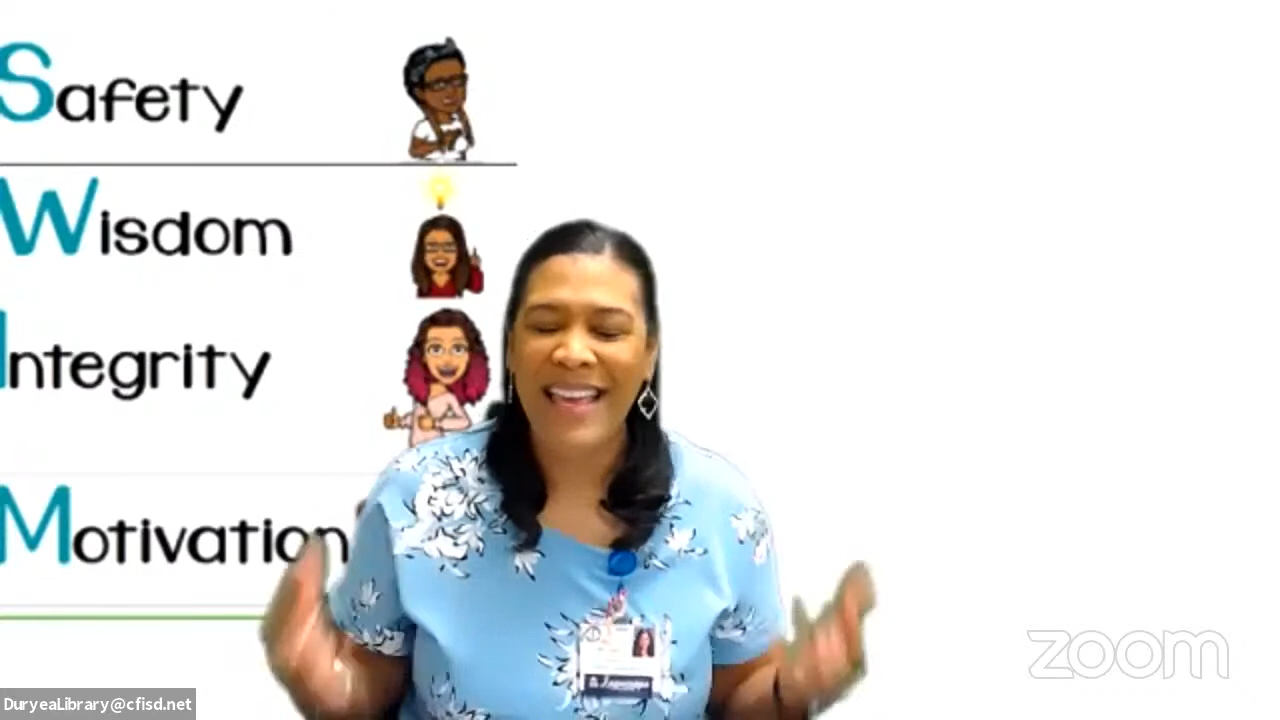 Safety
Wisdom
Integrity
Motivation
zoom
DuryeaLibrary@cfisd.net